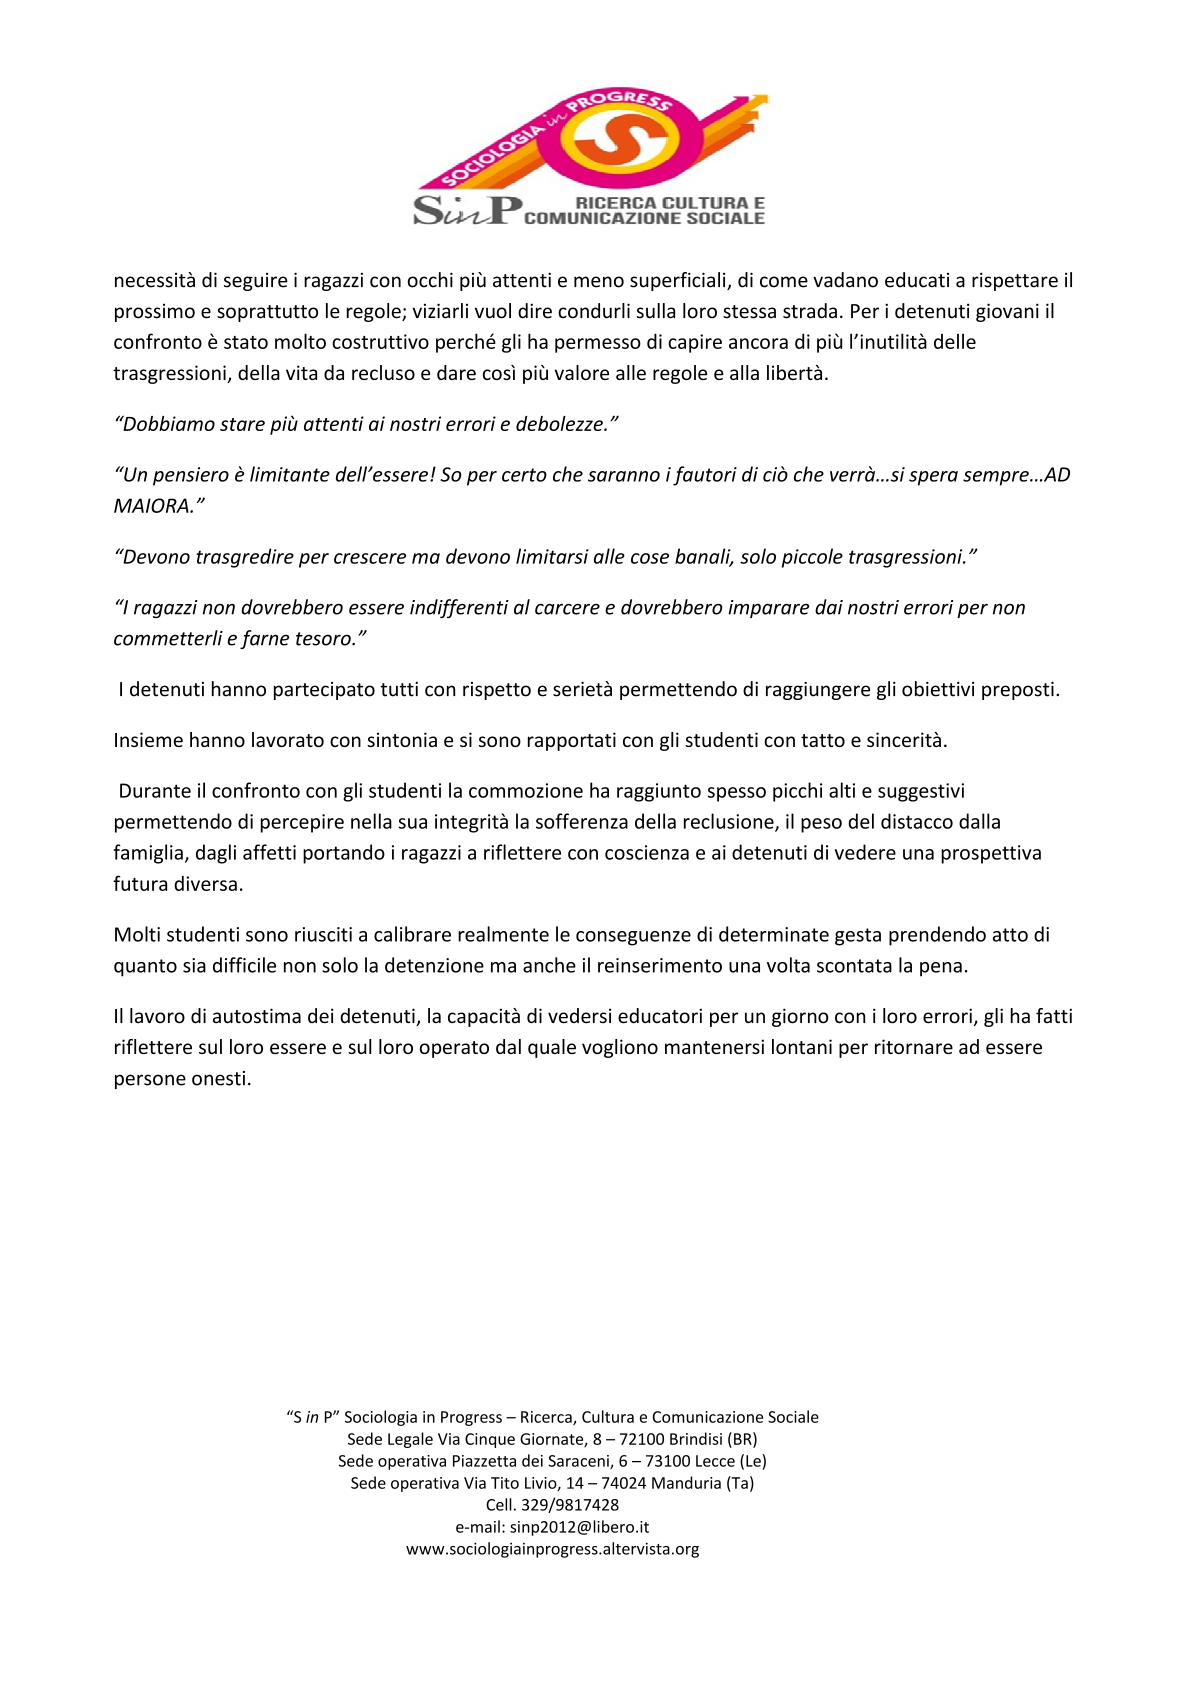 SOCIOLOGIA in PROGRESS
S
SinP RICERCA CULTURA E
COMUNICAZIONE SOCIALE
necessità di seguire i ragazzi con occhi più attenti e meno superficiali, di come vadano educati a rispettare il
prossimo e soprattutto le regole; viziarli vuol dire condurli sulla loro stessa strada. Per i detenuti giovani il
confronto è stato molto costruttivo perché gli ha permesso di capire ancora di più l’inutilità delle
trasgressioni, della vita da recluso e dare così più valore alle regole e alla libertà.
“Dobbiamo stare più attenti ai nostri errori e debolezze.”
“Un pensiero è limitante dell’essere! So per certo che saranno i fautori di ciò che verrà…si spera sempre…AD
MAIORA.”
“Devono trasgredire per crescere ma devono limitarsi alle cose banali, solo piccole trasgressioni.”
“I ragazzi non dovrebbero essere indifferenti al carcere e dovrebbero imparare dai nostri errori per non
commetterli e farne tesoro.”
I detenuti hanno partecipato tutti con rispetto e serietà permettendo di raggiungere gli obiettivi preposti.
Insieme hanno lavorato con sintonia e si sono rapportati con gli studenti con tatto e sincerità.
Durante il confronto con gli studenti la commozione ha raggiunto spesso picchi alti e suggestivi
permettendo di percepire nella sua integrità la sofferenza della reclusione, il peso del distacco dalla
famiglia, dagli affetti portando i ragazzi a riflettere con coscienza e ai detenuti di vedere una prospettiva
futura diversa.
Molti studenti sono riusciti a calibrare realmente le conseguenze di determinate gesta prendendo atto di
quanto sia difficile non solo la detenzione ma anche il reinserimento una volta scontata la pena.
Il lavoro di autostima dei detenuti, la capacità di vedersi educatori per un giorno con i loro errori, gli ha fatti
riflettere sul loro essere e sul loro operato dal quale vogliono mantenersi lontani per ritornare ad essere
persone onesti.
“S in P” Sociologia in Progress – Ricerca, Cultura e Comunicazione Sociale
Sede Legale Via Cinque Giornate, 8 – 72100 Brindisi (BR)
Sede operativa Piazzetta dei Saraceni, 6 – 73100 Lecce (Le)
Sede operativa Via Tito Livio, 14 – 74024 Manduria (Ta)
Cell. 329/9817428
e-mail: sinp2012@libero.it
www.sociologiainprogress.altervista.org